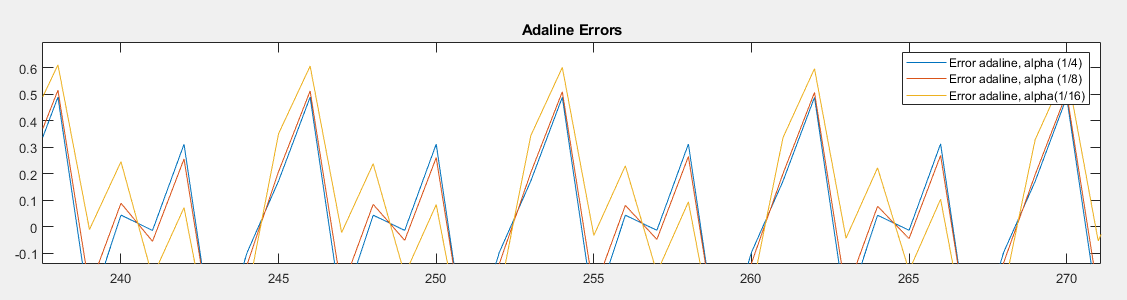 Adaline Errors
Error adaline, alpha (1/4)
Error adaline, alpha (1/8)
Error adaline, alpha(1/16)
0.6
0.5
0.4
0.3
0.2
0.1
0
-0.1
240 245 250 255 260 265 270